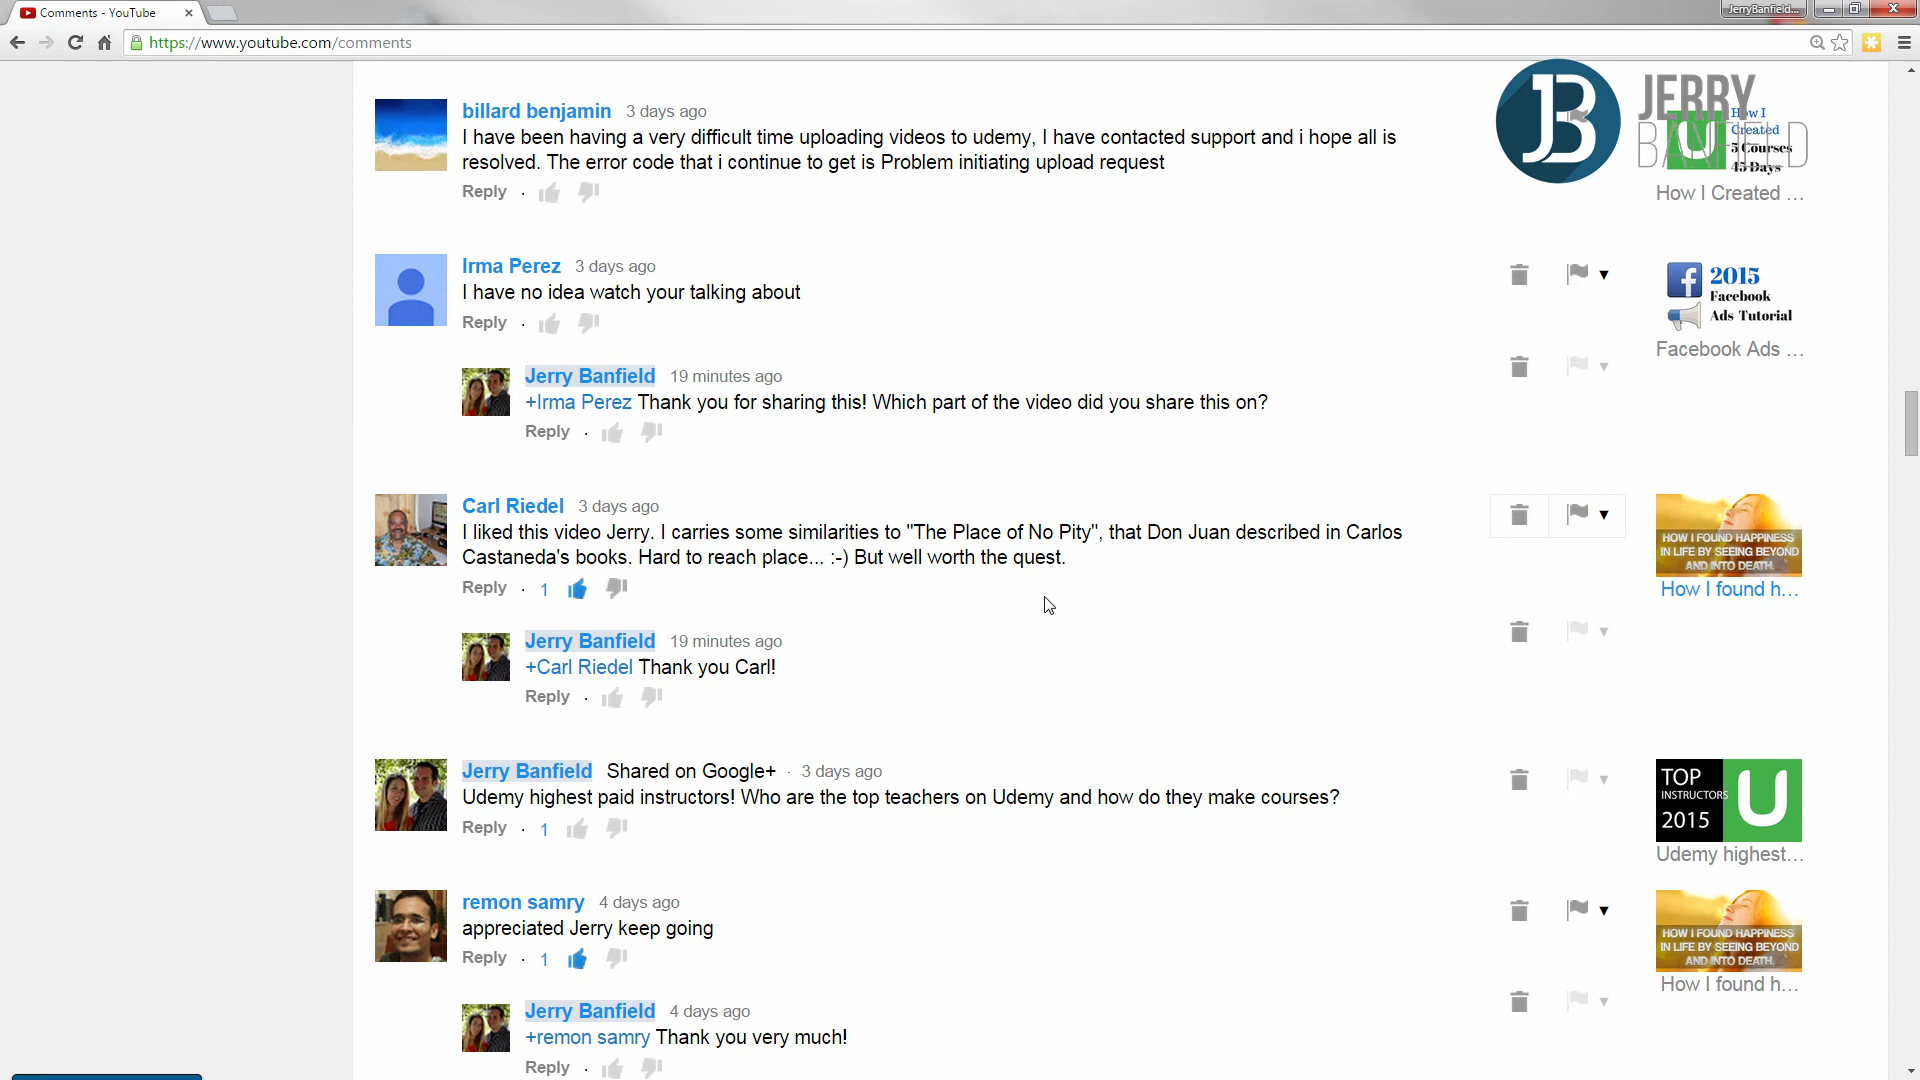 Comments - YouTube
JerryBanfield...
https://www.youtube.com/comments
billard benjamin 3 days ago
I have been having a very difficult time uploading videos to udemy, I have contacted support and i hope all is
resolved. The error code that i continue to get is Problem initiating upload request
Reply
JB JERRY BANFIELD
How I
Created
5 Courses
45 Days
How I Created ...
Irma Perez 3 days ago
I have no idea watch your talking about
Reply
2015
Facebook
Ads Tutorial
Facebook Ads ...
Jerry Banfield 19 minutes ago
+Irma Perez Thank you for sharing this! Which part of the video did you share this on?
Reply
Carl Riedel 3 days ago
I liked this video Jerry. I carries some similarities to "The Place of No Pity", that Don Juan described in Carlos
Castaneda's books. Hard to reach place... :-) But well worth the quest.
Reply · 1
HOW I FOUND HAPPINESS
IN LIFE BY SEEING BEYOND
AND INTO DEATH.
How I found h...
Jerry Banfield 19 minutes ago
+Carl Riedel Thank you Carl!
Reply
Jerry Banfield Shared on Google+ · 3 days ago
Udemy highest paid instructors! Who are the top teachers on Udemy and how do they make courses?
Reply · 1
TOP
INSTRUCTORS
2015
U
Udemy highest...
remon samry 4 days ago
appreciated Jerry keep going
Reply · 1
HOW I FOUND HAPPINESS
IN LIFE BY SEEING BEYOND
AND INTO DEATH.
How I found h...
Jerry Banfield 4 days ago
+remon samry Thank you very much!
Reply